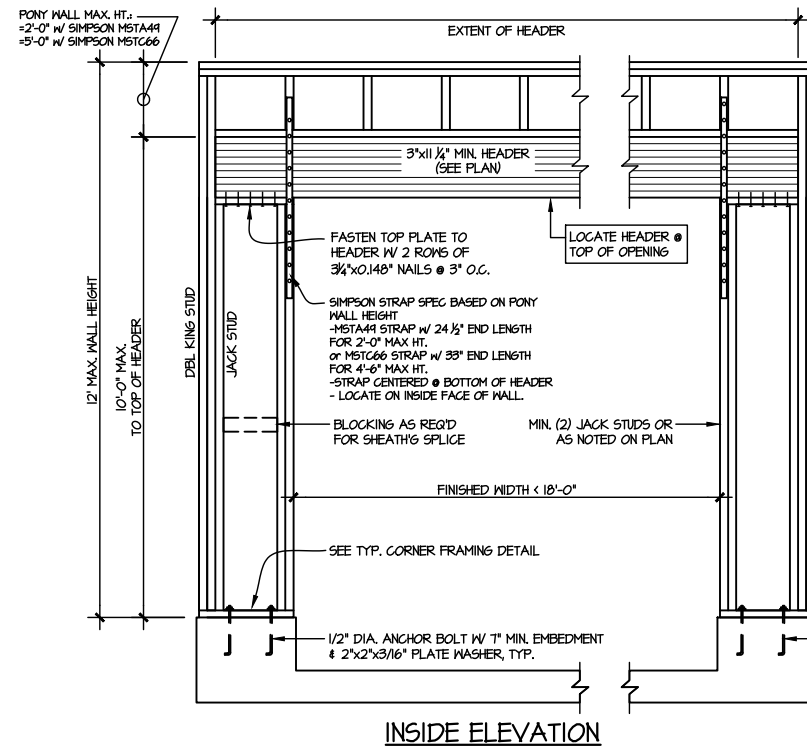 PONY WALL MAX. HT.:
=2'-0" W/ SIMPSON MSTA49
=5'-0" W/ SIMPSON MSTC66
EXTENT OF HEADER
3"x11 1/4" MIN. HEADER
(SEE PLAN)
FASTEN TOP PLATE TO
HEADER W/ 2 ROWS OF
3 1/4"x0.148" NAILS @ 3" O.C.
LOCATE HEADER @
TOP OF OPENING
SIMPSON STRAP SPEC BASED ON PONY
WALL HEIGHT
-MSTA49 STRAP W/ 24 1/2" END LENGTH
FOR 2'-0" MAX HT.
or MSTC66 STRAP W/ 33" END LENGTH
FOR 4'-6" MAX HT.
-STRAP CENTERED @ BOTTOM OF HEADER
- LOCATE ON INSIDE FACE OF WALL.
12' MAX. WALL HEIGHT
10'-0" MAX.
TO TOP OF HEADER
DBL KING STUD
JACK STUD
BLOCKING AS REQ'D
FOR SHEATH'G SPLICE
MIN. (2) JACK STUDS OR
AS NOTED ON PLAN
FINISHED WIDTH < 18'-0"
SEE TYP. CORNER FRAMING DETAIL
1/2" DIA. ANCHOR BOLT W/ 7" MIN. EMBEDMENT
& 2"x2"x3/16" PLATE WASHER, TYP.
INSIDE ELEVATION